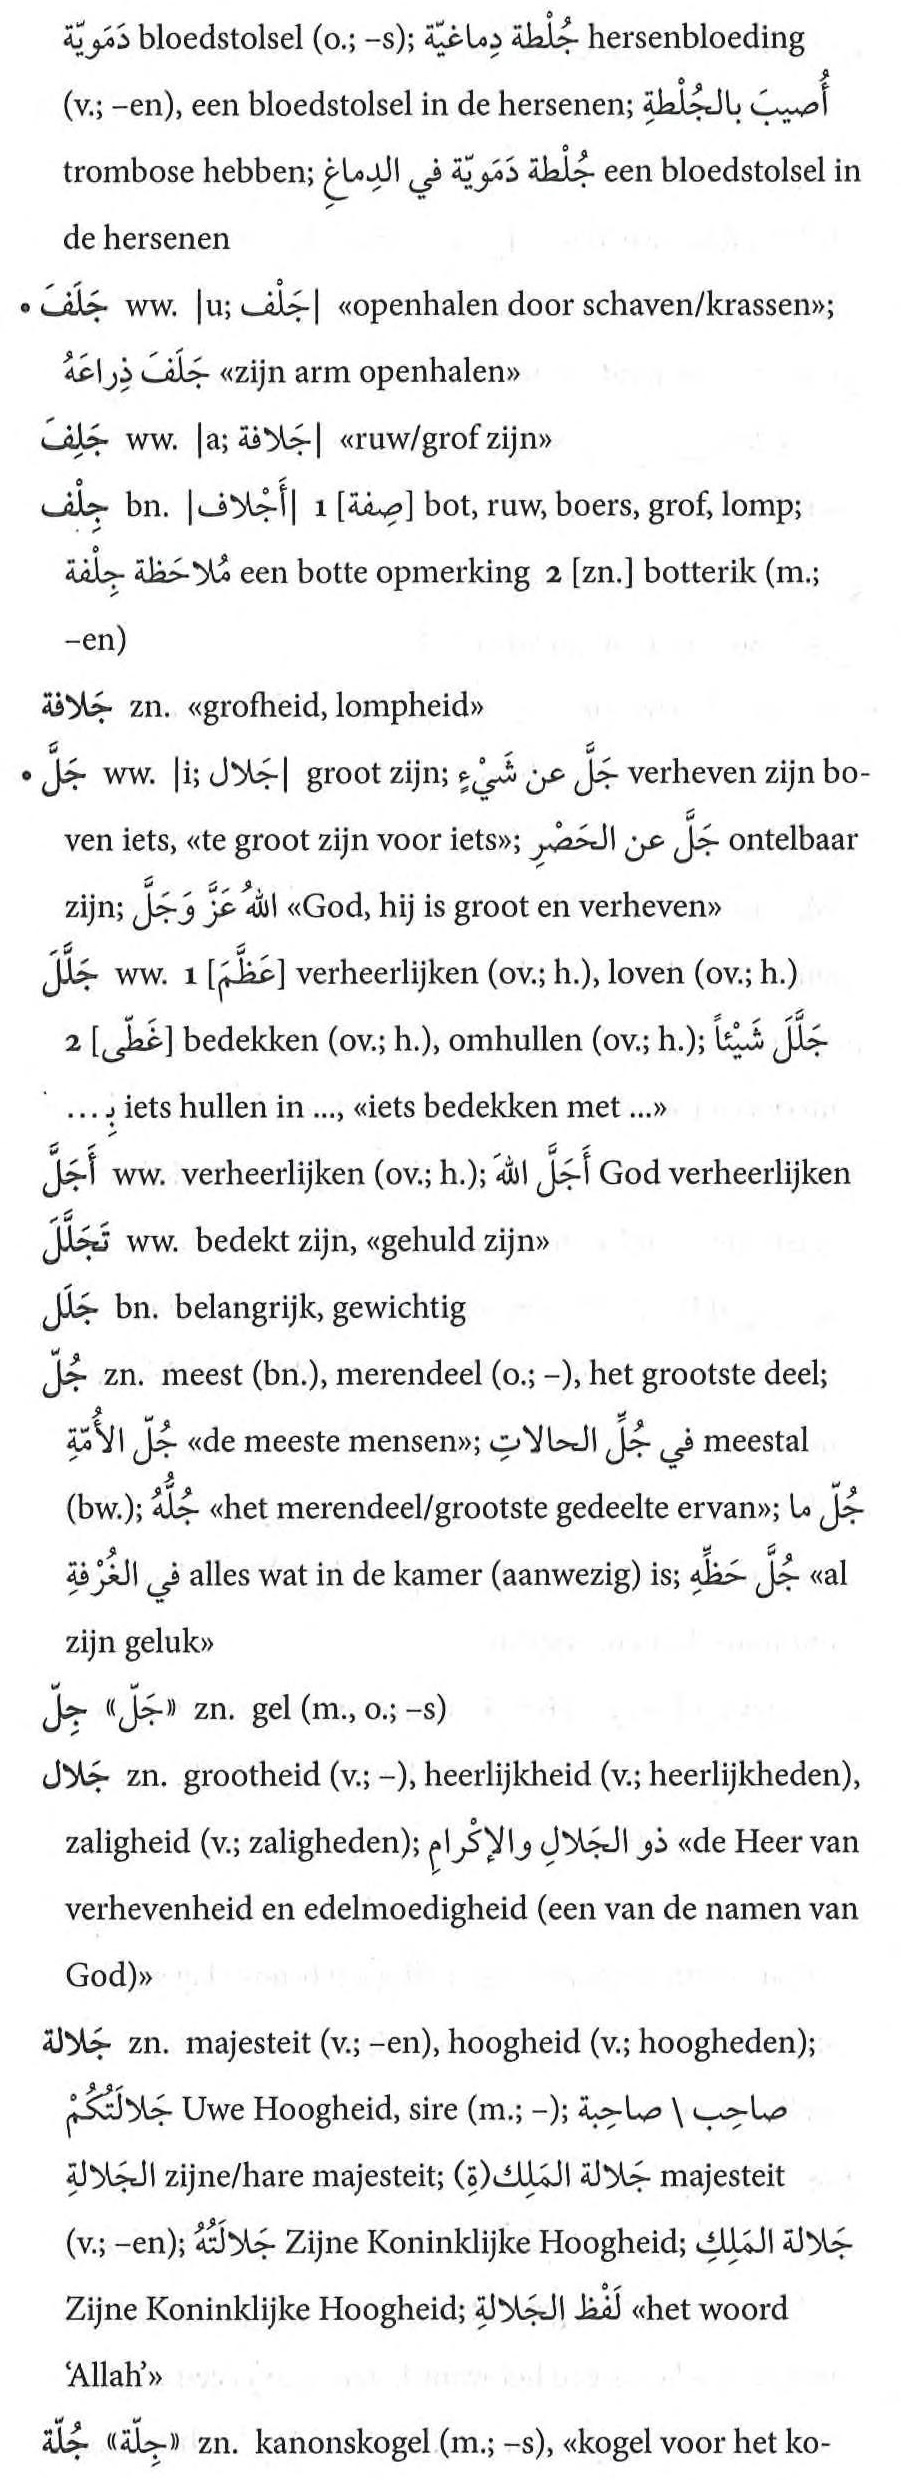 دَمَويّة bloedstolsel (o.; –s); جُلْطة دِماغيّة hersenbloeding
(v.; –en), een bloedstolsel in de hersenen; أُصيبَ بالجُلْطةِ
trombose hebben; جُلْطة دَمَويّة في الدِماغِ een bloedstolsel in
de hersenen
• جَلَفَ ww. |u; جَلْف| «openhalen door schaven/krassen»;
جَلَفَ ذِراعَهُ «zijn arm openhalen»
جَلِفَ ww. |a; جَلافة| «ruw/grof zijn»
جِلْف bn. |أَجْلاف| 1 [صِفة] bot, ruw, boers, grof, lomp;
مُلاحَظة جِلْفة een botte opmerking 2 [zn.] botterik (m.;
–en)
جَلافة zn. «grofheid, lompheid»
• جَلَّ ww. |i; جَلال| groot zijn; جَلَّ عن شَيْءٍ verheven zijn bo-
ven iets, «te groot zijn voor iets»; جَلَّ عن الحَصْرِ ontelbaar
zijn; اللهُ عَزَّ وَجَلَّ «God, hij is groot en verheven»
جَلَّلَ ww. 1 [عَظَّمَ] verheerlijken (ov.; h.), loven (ov.; h.)
2 [غَطّى] bedekken (ov.; h.), omhullen (ov.; h.); جَلَّلَ شَيْئاً
بِ... iets hullen in ..., «iets bedekken met ...»
أَجَلَّ ww. verheerlijken (ov.; h.); أَجَلَّ اللهَ God verheerlijken
تَجَلَّلَ ww. bedekt zijn, «gehuld zijn»
جَلَل bn. belangrijk, gewichtig
جُلّ zn. meest (bn.), merendeel (o.; –), het grootste deel;
جُلّ الأُمّةِ «de meeste mensen»; في جُلِّ الحالاتِ meestal
(bw.); جُلُّهُ «het merendeel/grootste gedeelte ervan»; جُلّ ما
في الغُرْفةِ alles wat in de kamer (aanwezig) is; جُلَّ حَظِّهِ «al
zijn geluk»
جِلّ «جَلّ» zn. gel (m., o.; –s)
جَلال zn. grootheid (v.; –), heerlijkheid (v.; heerlijkheden),
zaligheid (v.; zaligheden); ذو الجَلالِ والإكْرامِ «de Heer van
verhevenheid en edelmoedigheid (een van de namen van
God)»
جَلالة zn. majesteit (v.; –en), hoogheid (v.; hoogheden);
جَلالَتُكُمْ Uwe Hoogheid, sire (m.; –); صاحِب \ صاحِبة
الجَلالةِ zijne/hare majesteit; جَلالة المَلِك(ةِ) majesteit
(v.; –en); جَلالَتُهُ Zijne Koninklijke Hoogheid; جَلالة المَلِكِ
Zijne Koninklijke Hoogheid; لَفْظ الجَلالةِ «het woord
‘Allah’»
جُلّة «جِلّة» zn. kanonskogel (m.; –s), «kogel voor het ko-